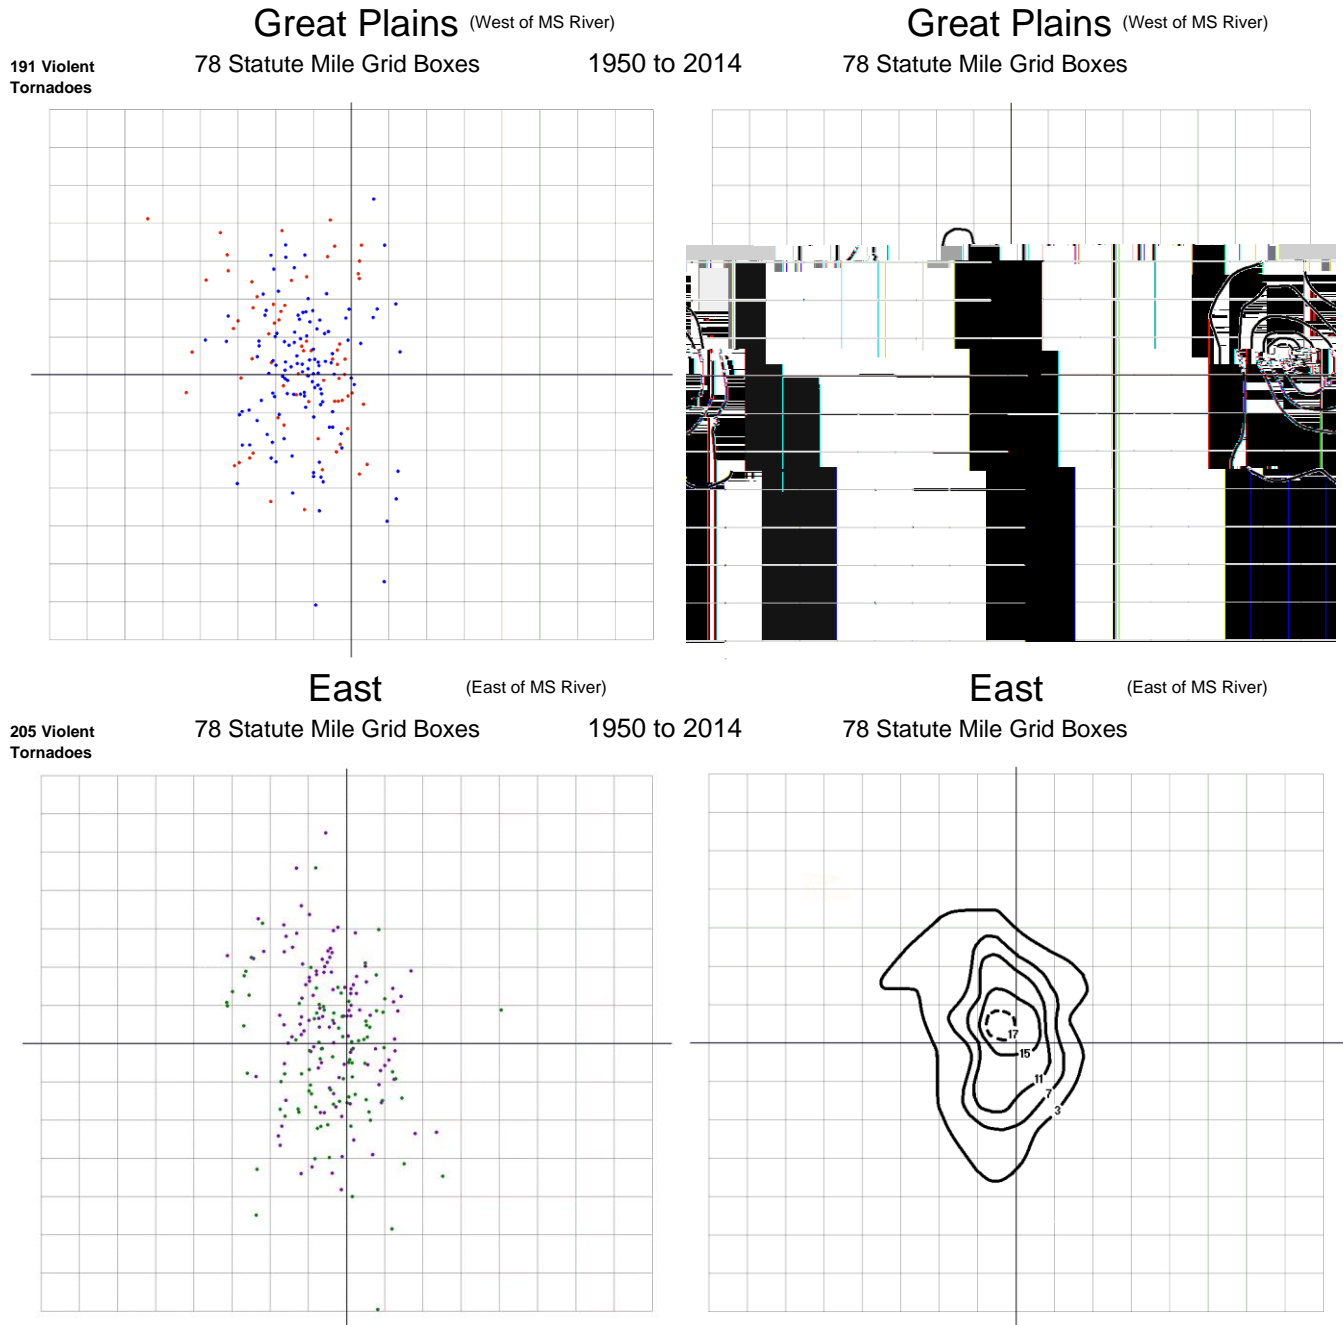 Great Plains (West of MS River)
Great Plains (West of MS River)
191 Violent
Tornadoes
78 Statute Mile Grid Boxes
1950 to 2014
78 Statute Mile Grid Boxes
East (East of MS River)
East (East of MS River)
205 Violent
Tornadoes
78 Statute Mile Grid Boxes
1950 to 2014
78 Statute Mile Grid Boxes
17
15
11
7
3